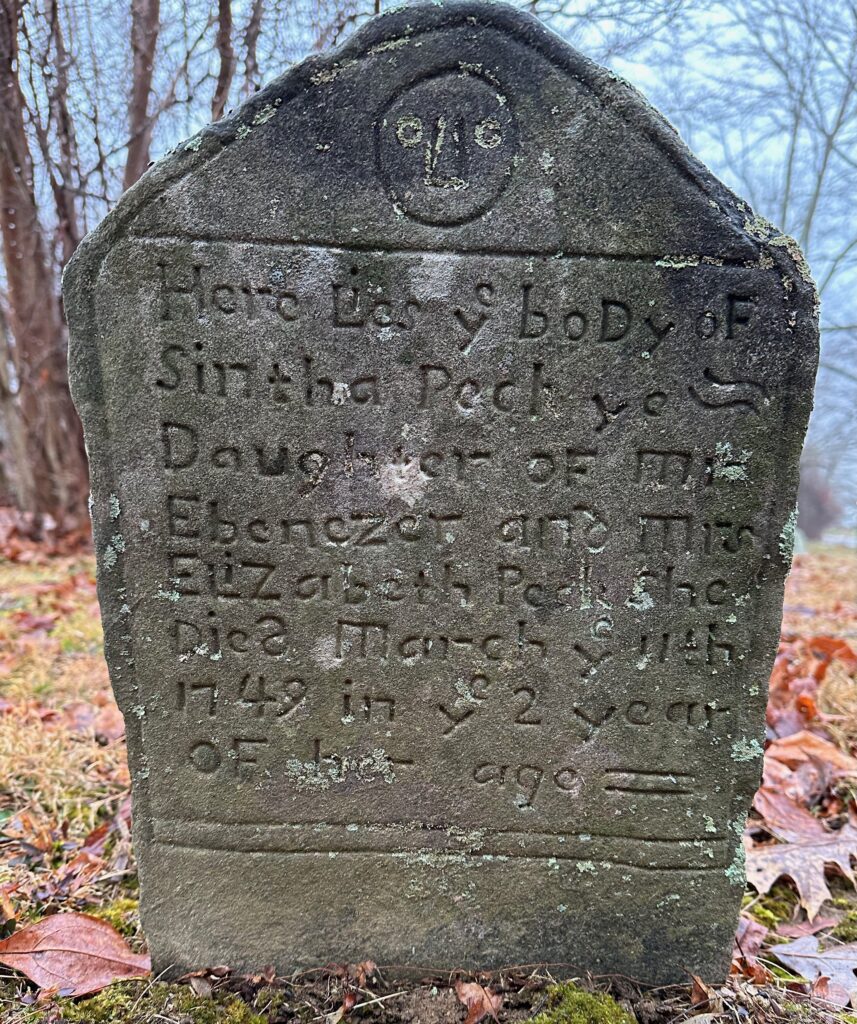 Here Lies yᵉ boDy oF
Sintha Peck ye
Daughter oF mr
Ebenezer and mrs
ELiZabeth Peck she
Died March yᵉ 11th
1749 in yᵉ 2 year
OF her age